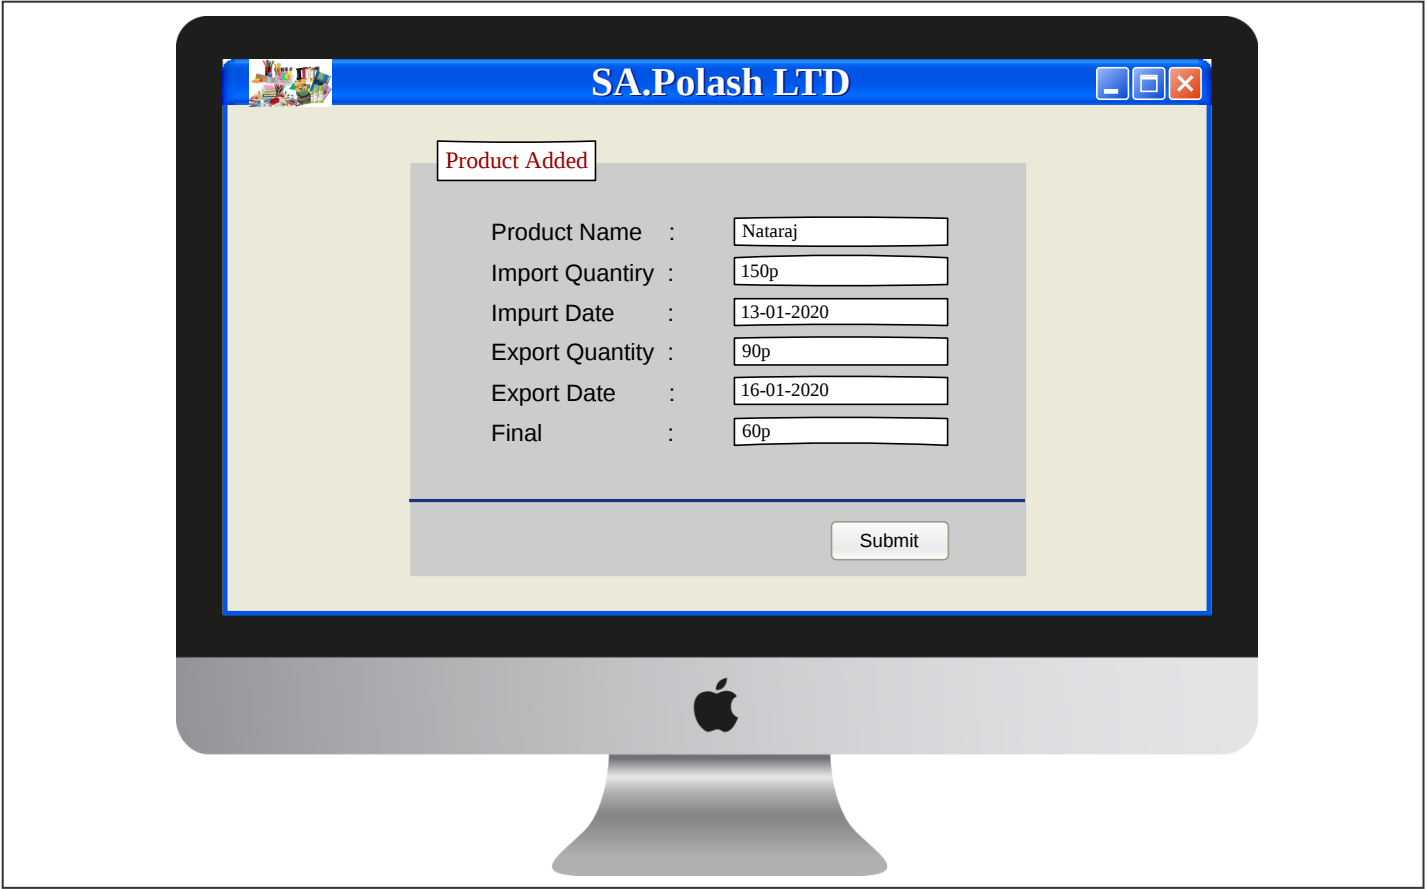 SA.Polash LTD
Product Added
Product Name : Nataraj
Import Quantiry : 150p
Impurt Date : 13-01-2020
Export Quantity : 90p
Export Date : 16-01-2020
Final : 60p
Submit